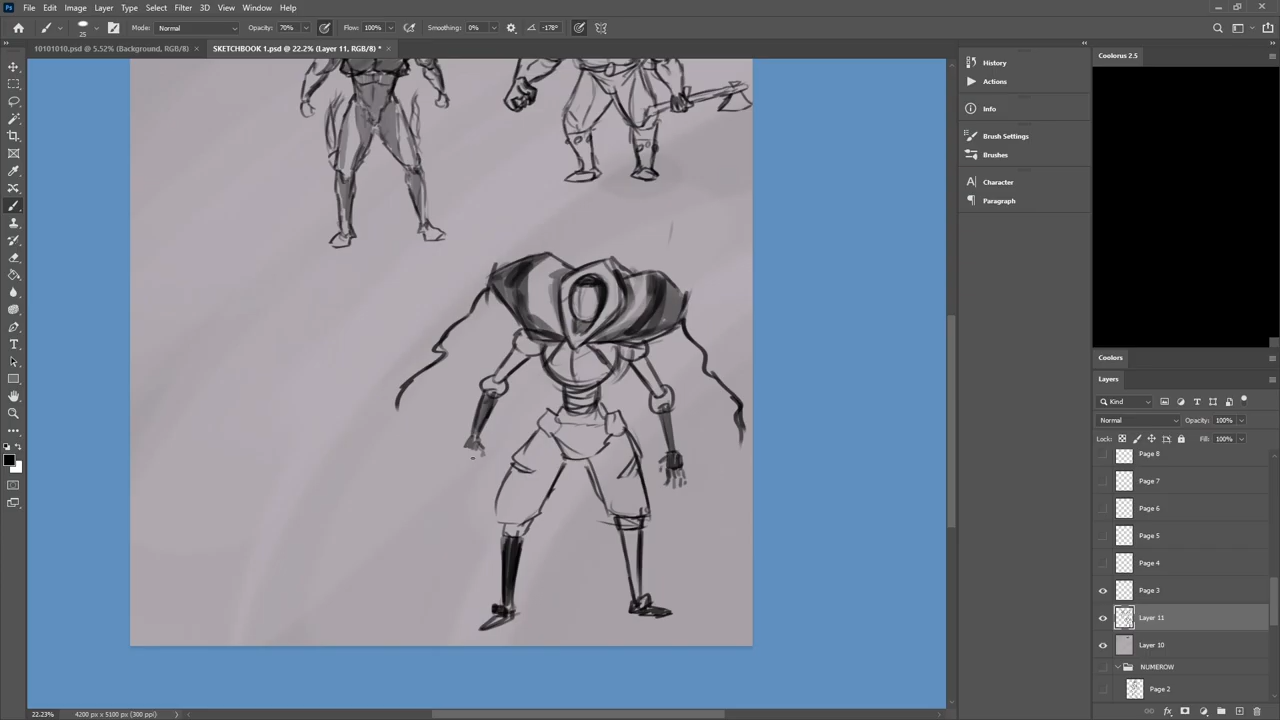 File Edit Image Layer Type Select Filter 3D View Window Help
25 Mode: Normal Opacity: 70% Flow: 100% Smoothing: 0% -178°
10101010.psd @ 5.52% (Background, RGB/8) × SKETCHBOOK 1.psd @ 22.2% (Layer 11, RGB/8) * ×
History
Actions
Info
Brush Settings
Brushes
Character
Paragraph
Coolorus 2.5
Coolors
Layers
Kind
Normal Opacity: 100%
Lock: Fill: 100%
Page 8
Page 7
Page 6
Page 5
Page 4
Page 3
Layer 11
Layer 10
NUMEROW
Page 2
22.23% 4200 px x 5100 px (300 ppi)